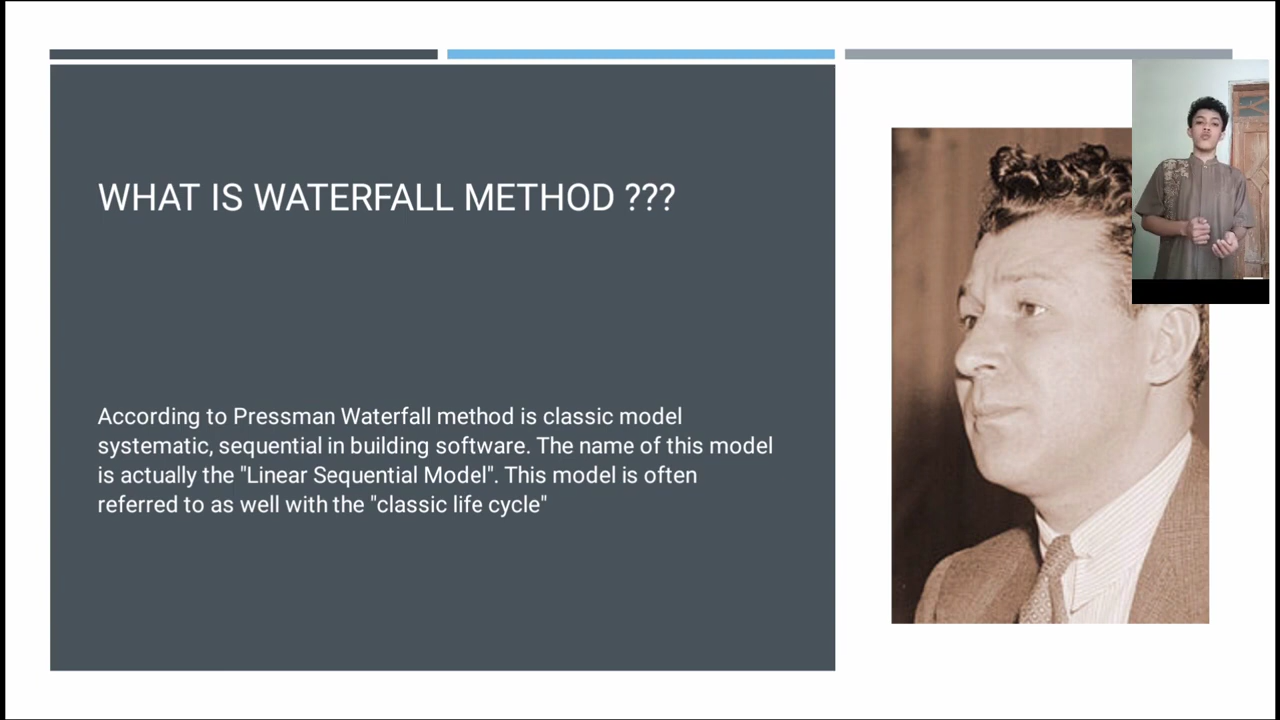 WHAT IS WATERFALL METHOD ???
According to Pressman Waterfall method is classic model
systematic, sequential in building software. The name of this model
is actually the "Linear Sequential Model". This model is often
referred to as well with the "classic life cycle"